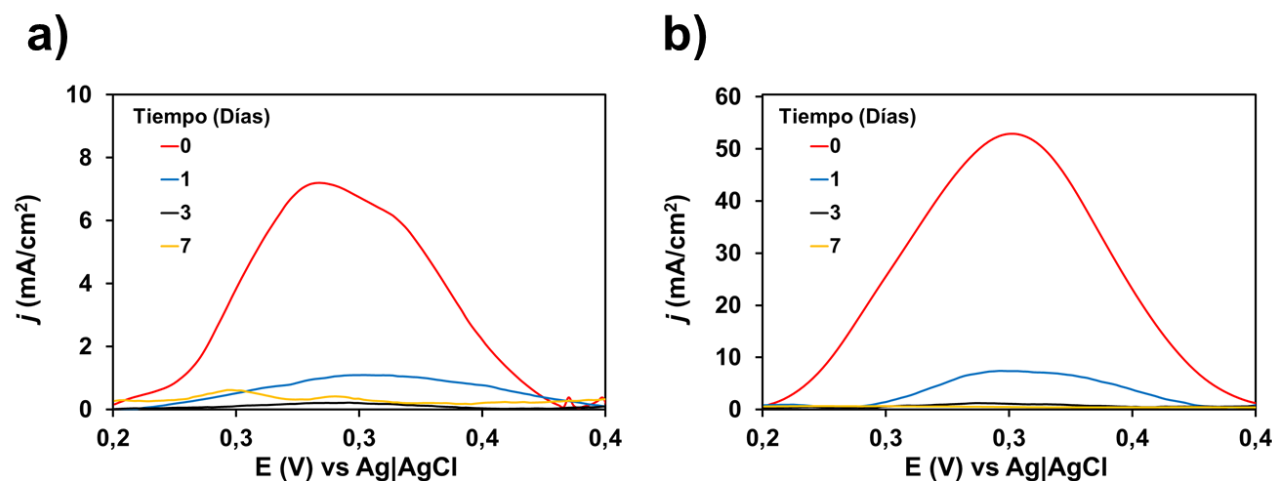 a)
10
8
6
4
2
0
j (mA/cm²)
Tiempo (Días)
0
1
3
7
0,2 0,3 0,3 0,4 0,4
E (V) vs Ag|AgCl
b)
60
50
40
30
20
10
0
j (mA/cm²)
Tiempo (Días)
0
1
3
7
0,2 0,3 0,3 0,4 0,4
E (V) vs Ag|AgCl